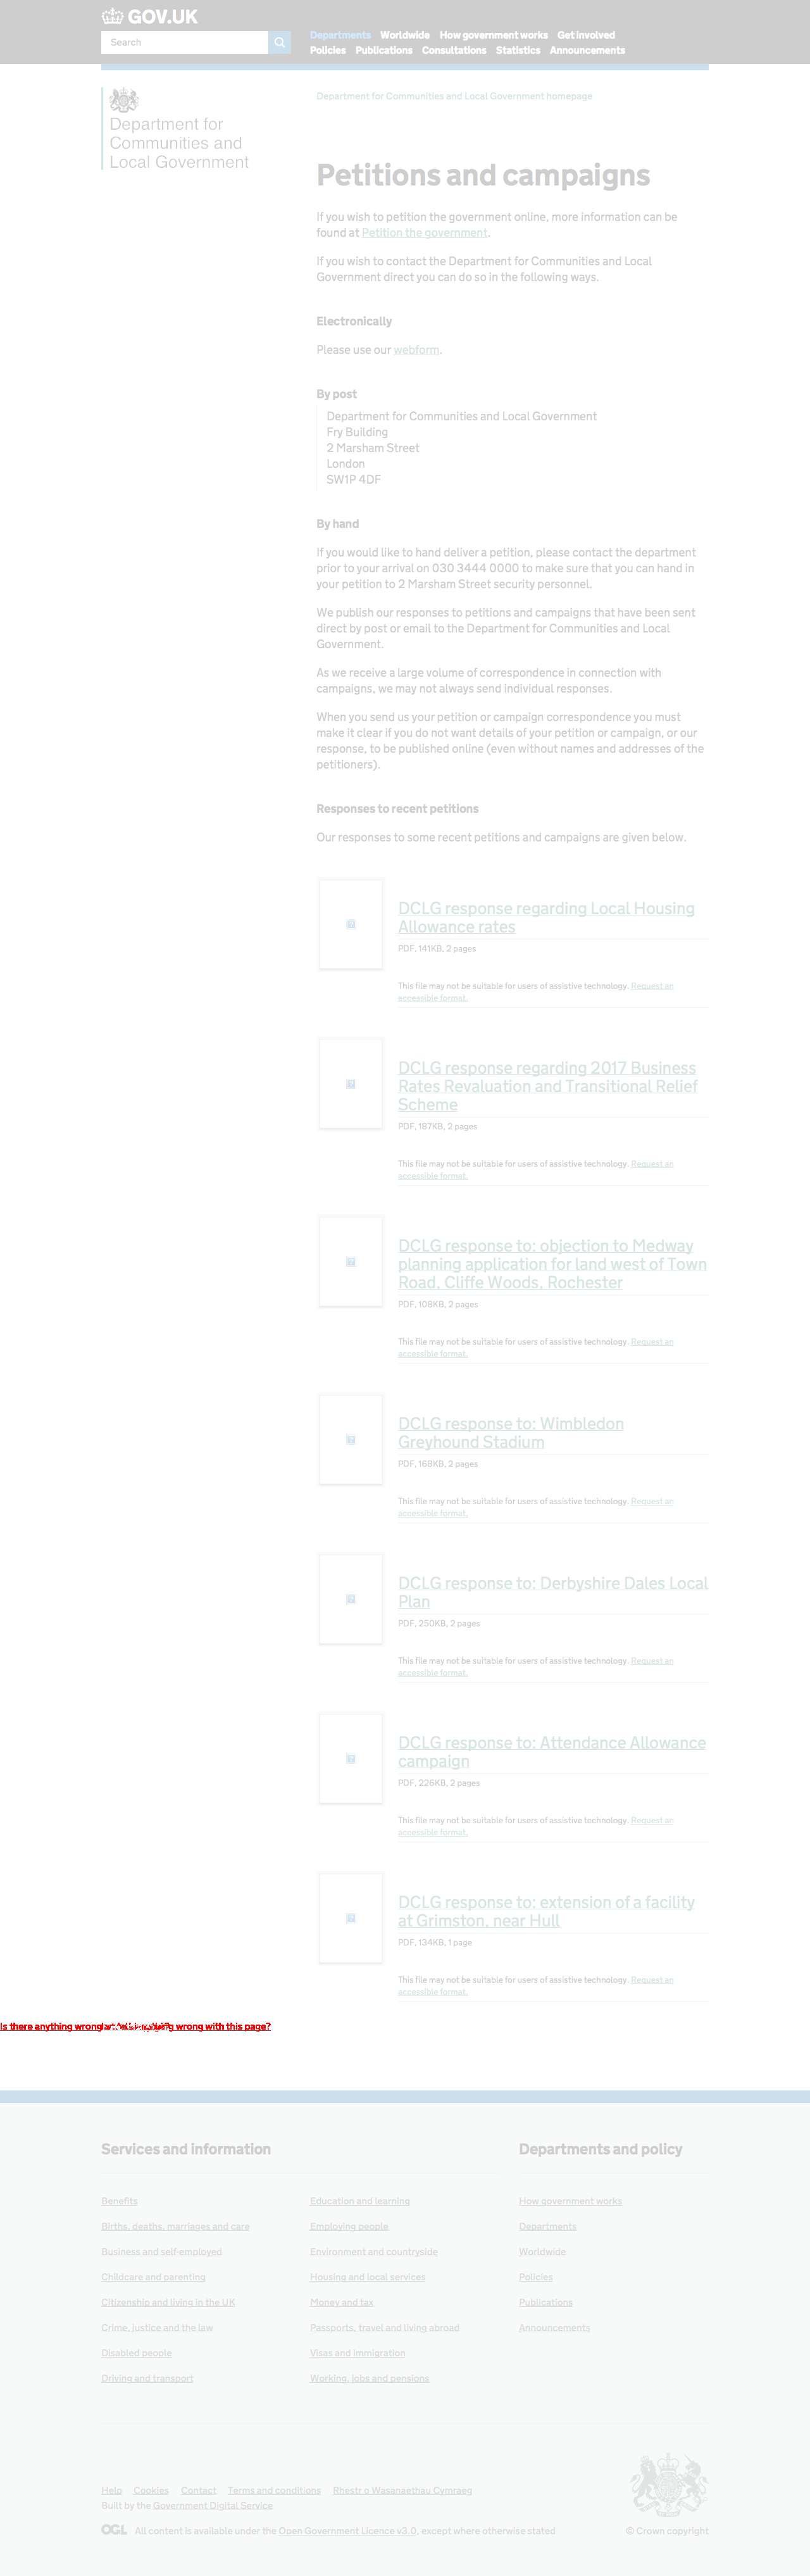 GOV.UK
Search
Departments Worldwide How government works Get involved
Policies Publications Consultations Statistics Announcements
Department for
Communities and
Local Government
Department for Communities and Local Government homepage
Petitions and campaigns
If you wish to petition the government online, more information can be
found at Petition the government.
If you wish to contact the Department for Communities and Local
Government direct you can do so in the following ways.
Electronically
Please use our webform.
By post
Department for Communities and Local Government
Fry Building
2 Marsham Street
London
SW1P 4DF
By hand
If you would like to hand deliver a petition, please contact the department
prior to your arrival on 030 3444 0000 to make sure that you can hand in
your petition to 2 Marsham Street security personnel.
We publish our responses to petitions and campaigns that have been sent
direct by post or email to the Department for Communities and Local
Government.
As we receive a large volume of correspondence in connection with
campaigns, we may not always send individual responses.
When you send us your petition or campaign correspondence you must
make it clear if you do not want details of your petition or campaign, or our
response, to be published online (even without names and addresses of the
petitioners).
Responses to recent petitions
Our responses to some recent petitions and campaigns are given below.
DCLG response regarding Local Housing
Allowance rates
PDF, 141KB, 2 pages
This file may not be suitable for users of assistive technology. Request an
accessible format.
DCLG response regarding 2017 Business
Rates Revaluation and Transitional Relief
Scheme
PDF, 187KB, 2 pages
This file may not be suitable for users of assistive technology. Request an
accessible format.
DCLG response to: objection to Medway
planning application for land west of Town
Road, Cliffe Woods, Rochester
PDF, 108KB, 2 pages
This file may not be suitable for users of assistive technology. Request an
accessible format.
DCLG response to: Wimbledon
Greyhound Stadium
PDF, 168KB, 2 pages
This file may not be suitable for users of assistive technology. Request an
accessible format.
DCLG response to: Derbyshire Dales Local
Plan
PDF, 250KB, 2 pages
This file may not be suitable for users of assistive technology. Request an
accessible format.
DCLG response to: Attendance Allowance
campaign
PDF, 226KB, 2 pages
This file may not be suitable for users of assistive technology. Request an
accessible format.
DCLG response to: extension of a facility
at Grimston, near Hull
PDF, 134KB, 1 page
This file may not be suitable for users of assistive technology. Request an
accessible format.
Is there anything wrong wrong with this page?
Services and information
Departments and policy
Benefits
Births, deaths, marriages and care
Business and self-employed
Childcare and parenting
Citizenship and living in the UK
Crime, justice and the law
Disabled people
Driving and transport
Education and learning
Employing people
Environment and countryside
Housing and local services
Money and tax
Passports, travel and living abroad
Visas and immigration
Working, jobs and pensions
How government works
Departments
Worldwide
Policies
Publications
Announcements
Help Cookies Contact Terms and conditions Rhestr o Wasanaethau Cymraeg
Built by the Government Digital Service
OGL All content is available under the Open Government Licence v3.0, except where otherwise stated
© Crown copyright